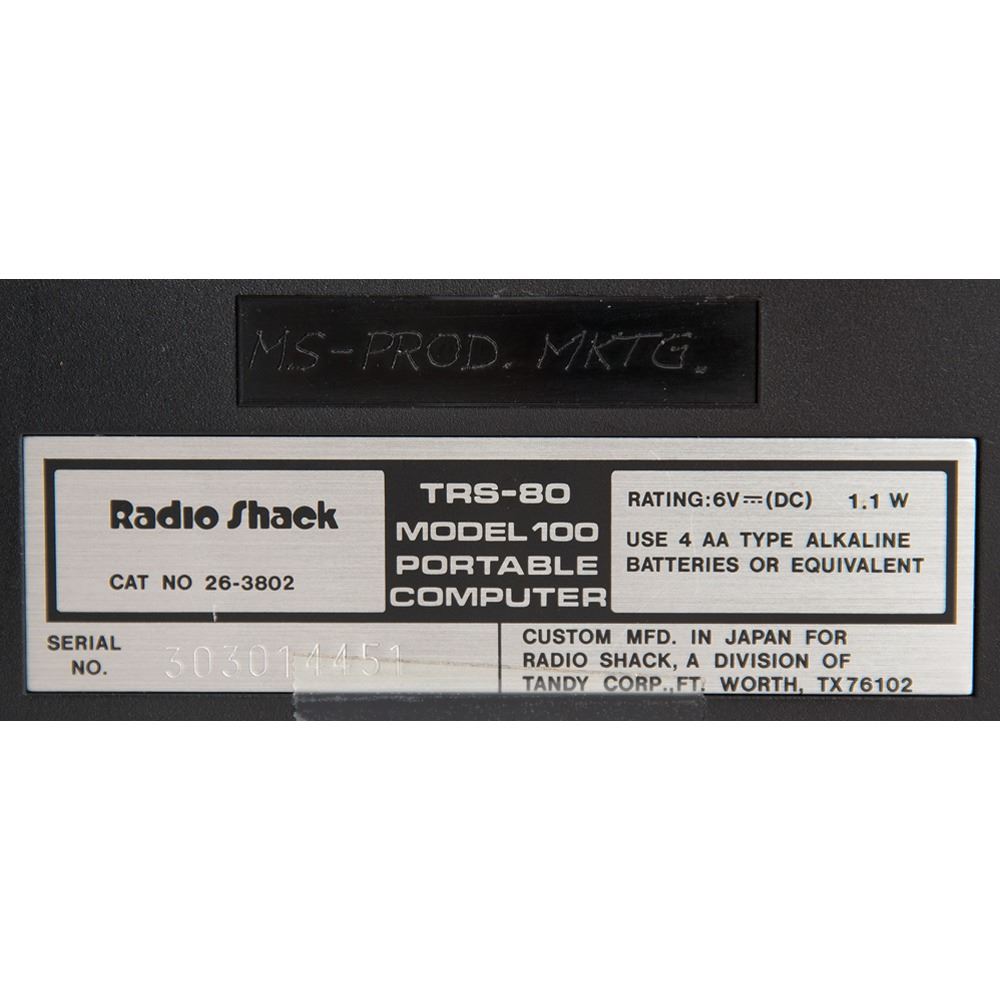 MS-PROD. MKTG.
Radio Shack
CAT NO 26-3802
TRS-80
MODEL 100
PORTABLE
COMPUTER
RATING:6V⎓(DC) 1.1 W
USE 4 AA TYPE ALKALINE
BATTERIES OR EQUIVALENT
SERIAL
NO. 303014451
CUSTOM MFD. IN JAPAN FOR
RADIO SHACK, A DIVISION OF
TANDY CORP.,FT. WORTH, TX 76102